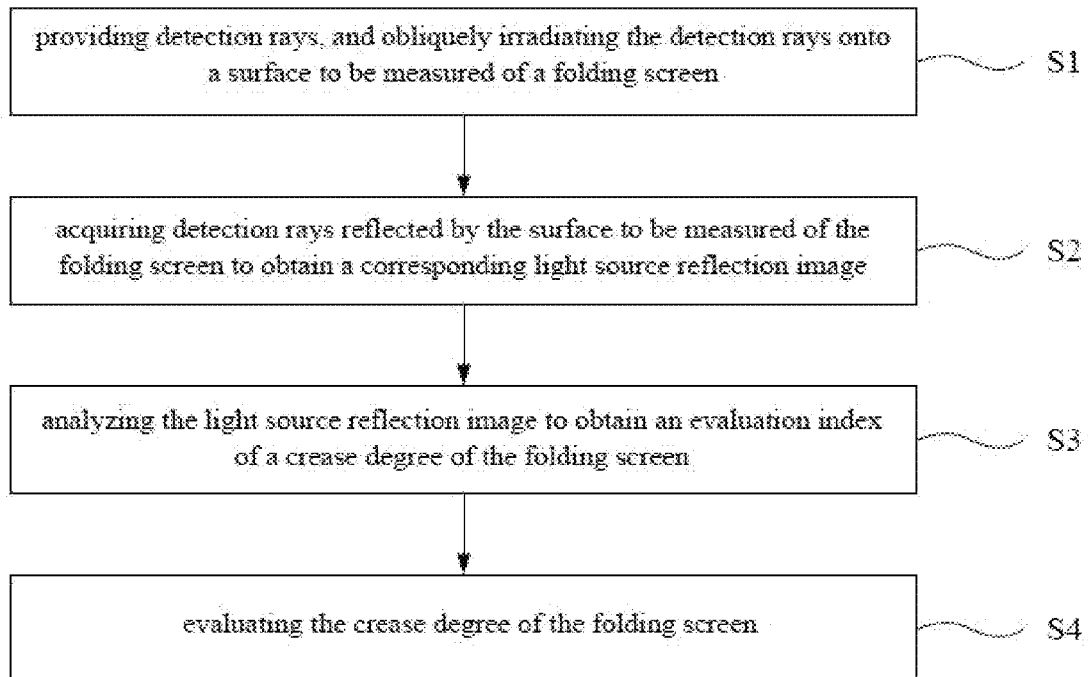 providing detection rays, and obliquely irradiating the detection rays onto
a surface to be measured of a folding screen
S1
acquiring detection rays reflected by the surface to be measured of the
folding screen to obtain a corresponding light source reflection image
S2
analyzing the light source reflection image to obtain an evaluation index
of a crease degree of the folding screen
S3
evaluating the crease degree of the folding screen
S4